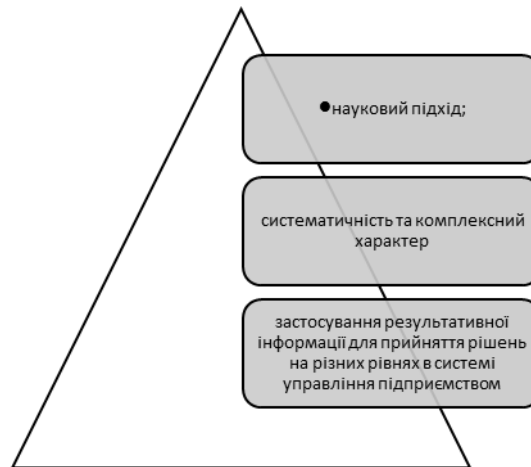 ●науковий підхід;
систематичність та комплексний
характер
застосування результативної
інформації для прийняття рішень
на різних рівнях в системі
управління підприємством